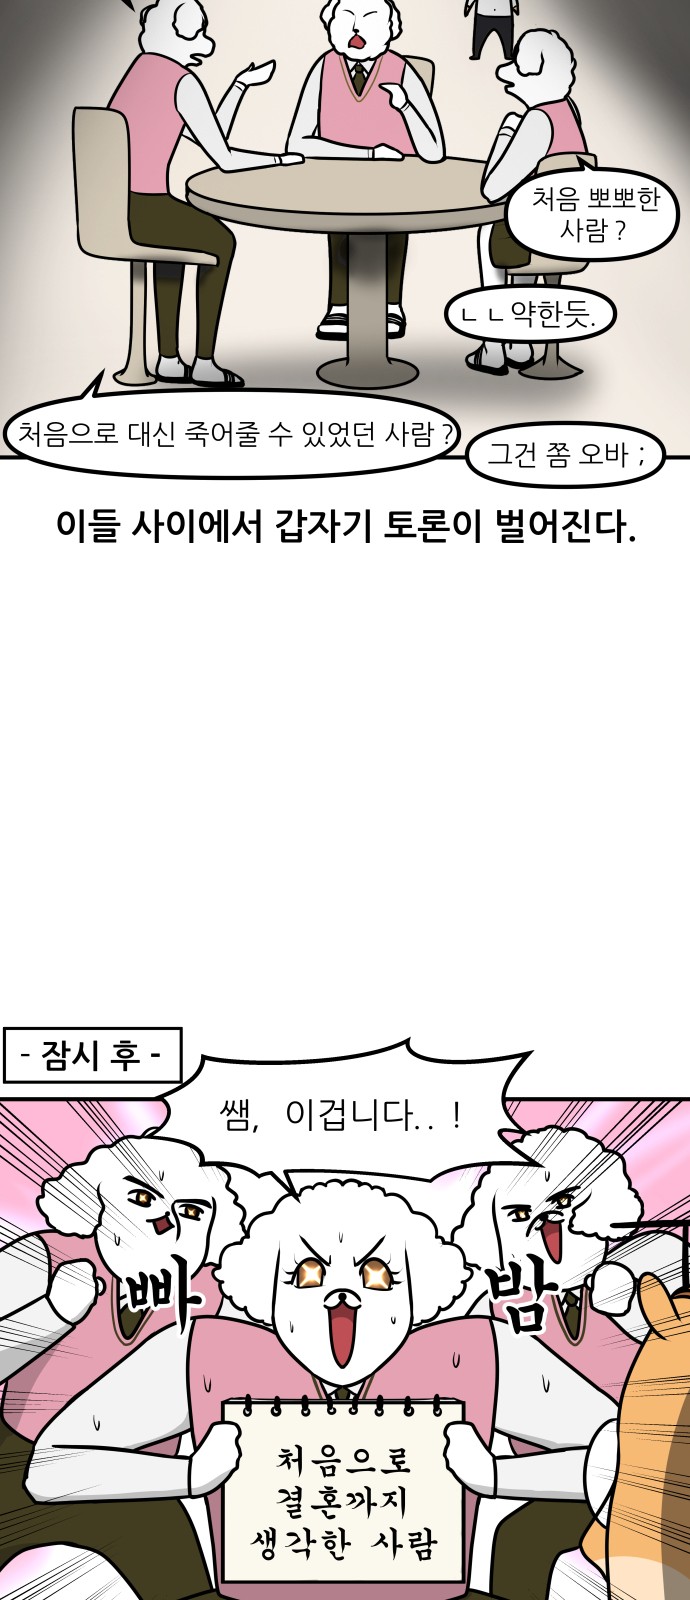 처음 뽀뽀한
사람?
ㄴㄴ약한듯.
처음으로 대신 죽어줄 수 있었던 사람?
그건 쫌 오바;
이들 사이에서 갑자기 토론이 벌어진다.
- 잠시 후 -
쌤, 이겁니다..!
빠
밤
처음으로
결혼까지
생각한 사람